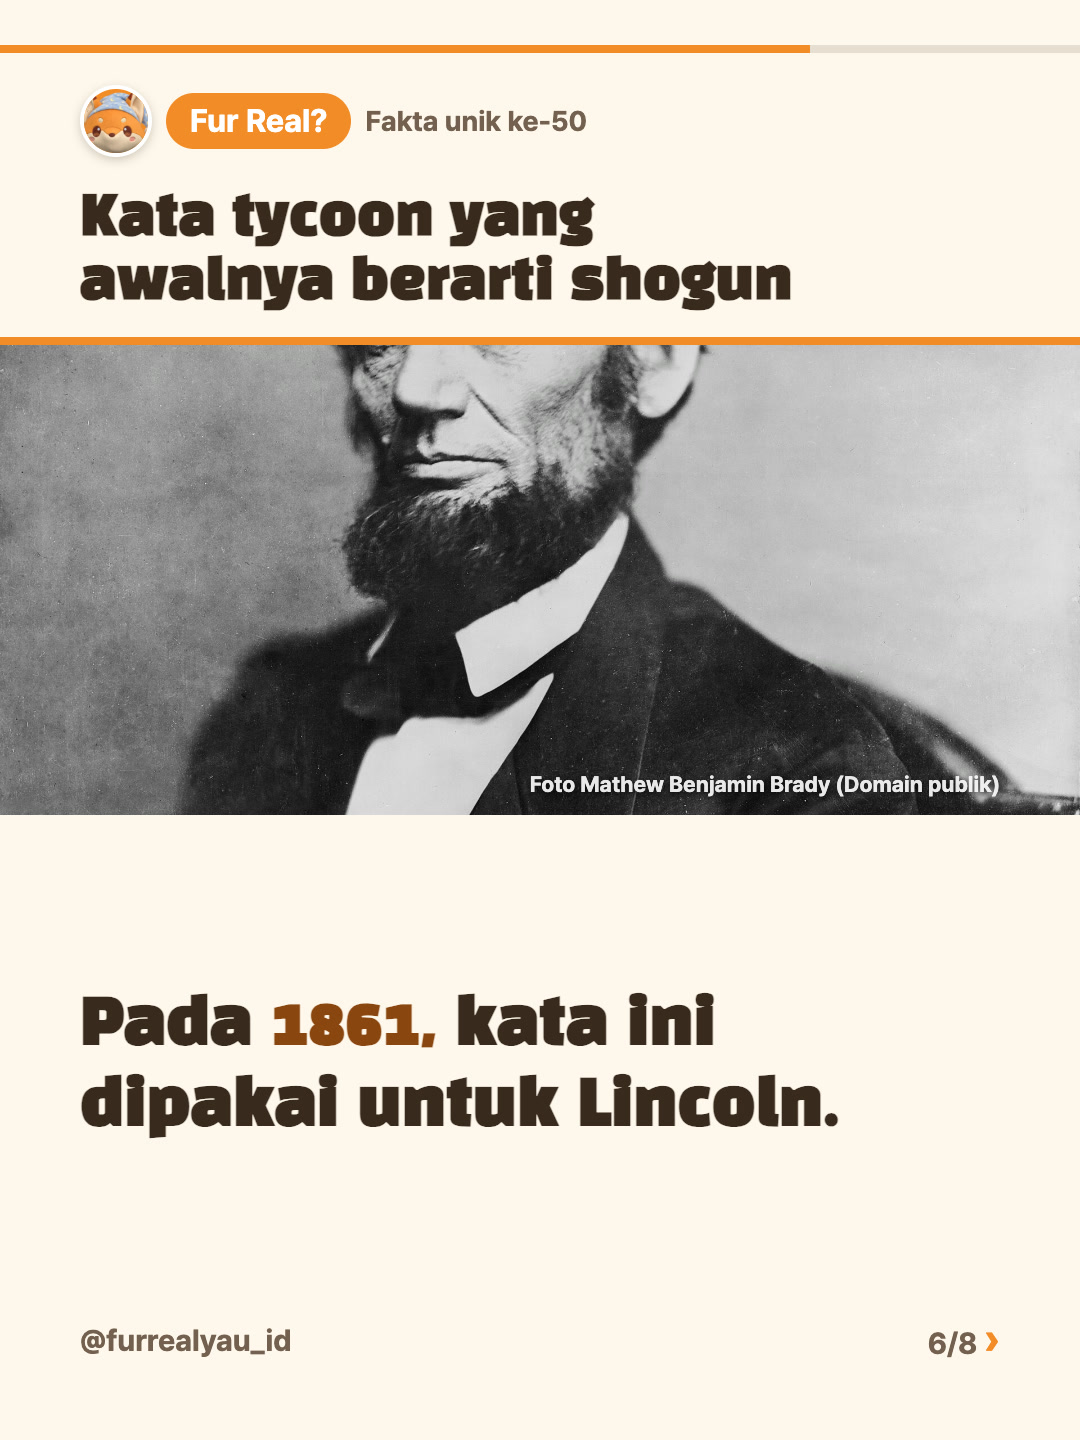 Fur Real?
Fakta unik ke-50
Kata tycoon yang
awalnya berarti shogun
Foto Mathew Benjamin Brady (Domain publik)
Pada 1861, kata ini
dipakai untuk Lincoln.
@furrealyau_id
6/8 ›